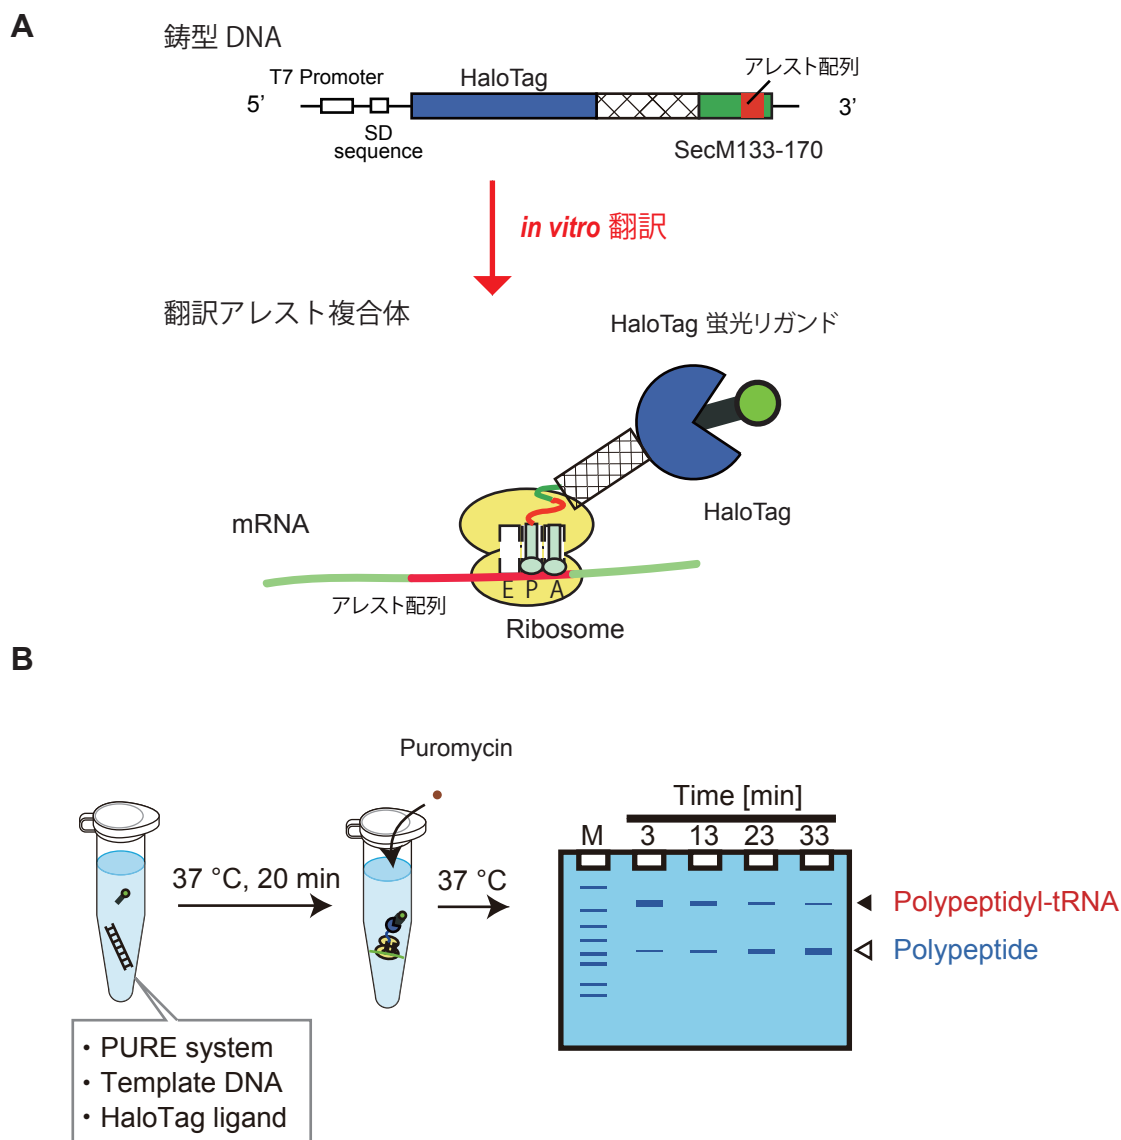 A
鋳型 DNA
T7 Promoter
HaloTag
アレスト配列
5’
3’
SD
sequence
SecM133-170
in vitro 翻訳
翻訳アレスト複合体
HaloTag 蛍光リガンド
HaloTag
mRNA
E P A
アレスト配列
Ribosome
B
Puromycin
Time [min]
M 3 13 23 33
37 °C, 20 min
37 °C
Polypeptidyl-tRNA
Polypeptide
・PURE system
・Template DNA
・HaloTag ligand